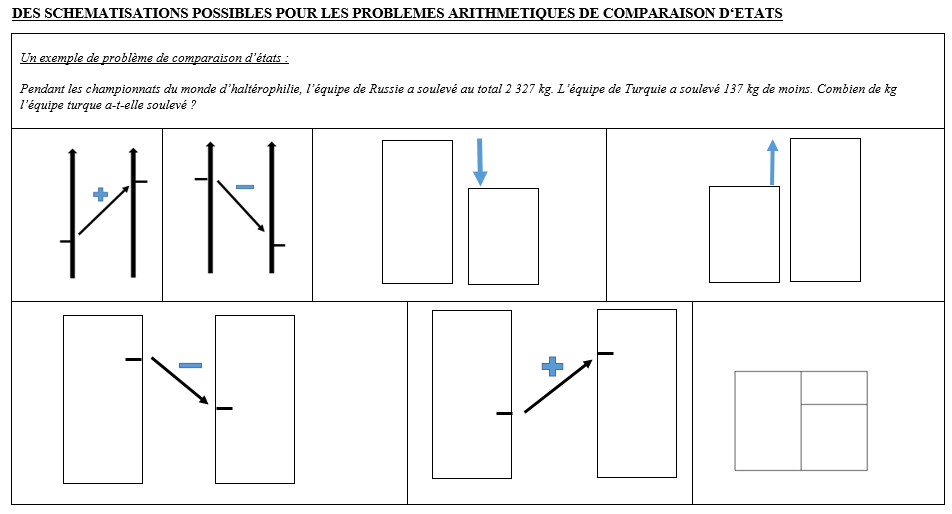 DES SCHEMATISATIONS POSSIBLES POUR LES PROBLEMES ARITHMETIQUES DE COMPARAISON D‘ETATS
Un exemple de problème de comparaison d’états :
Pendant les championnats du monde d’haltérophilie, l’équipe de Russie a soulevé au total 2 327 kg. L’équipe de Turquie a soulevé 137 kg de moins. Combien de kg
l’équipe turque a-t-elle soulevé ?